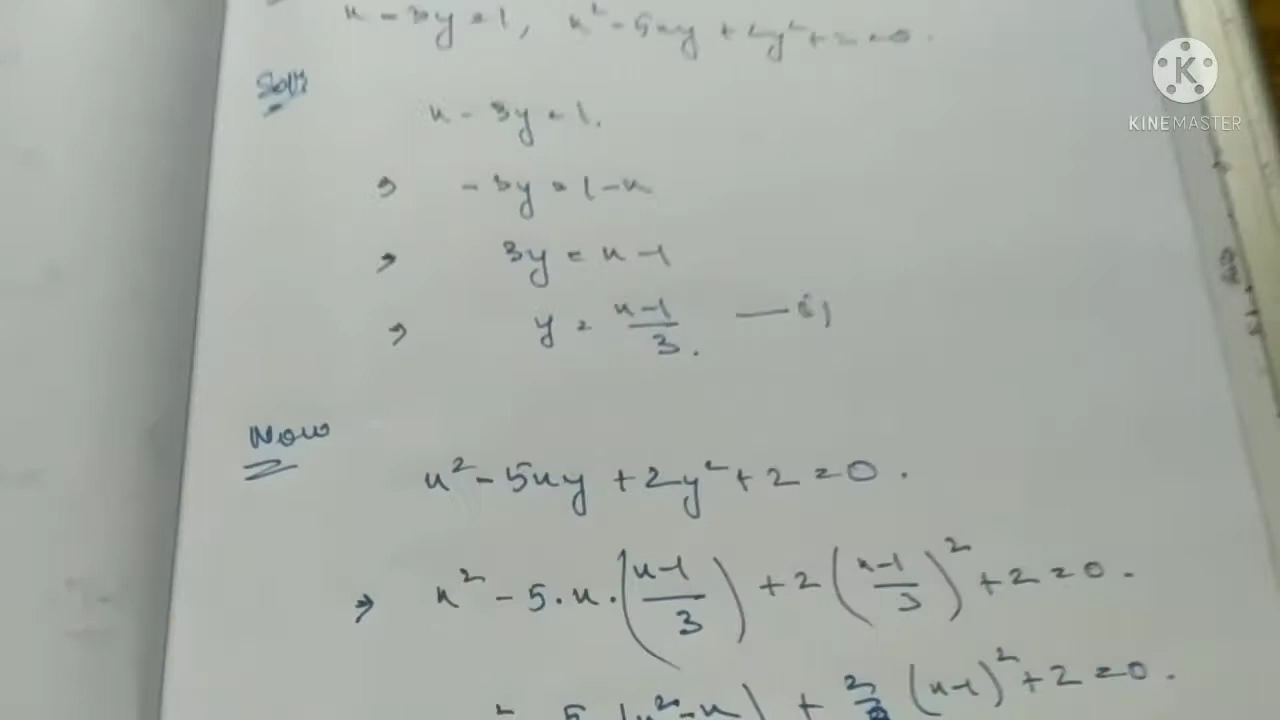 x - 3y = 1, x² - 5xy + 2y² + 2 = 0.
Solⁿ
x - 3y = 1.
⇒ -3y = 1 - x
⇒ 3y = x - 1
⇒ y = (x-1)/3. — (i)
Now
x² - 5xy + 2y² + 2 = 0.
⇒ x² - 5.x.((x-1)/3) + 2((x-1)/3)² + 2 = 0.
(x-1)² + 2 = 0.
KINEMASTER